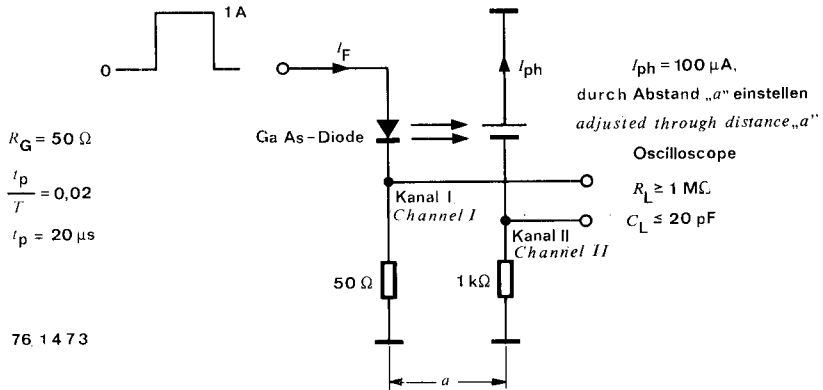 1 A
0
I_F
I_ph
I_ph = 100 µA,
durch Abstand „a" einstellen
adjusted through distance „a"
Ga As-Diode
Oscilloscope
R_G = 50 Ω
R_L ≥ 1 MΩ
t_p/T = 0,02
Kanal I
Channel I
C_L ≤ 20 pF
t_p = 20 µs
Kanal II
Channel II
50 Ω
1 kΩ
76 1473
a